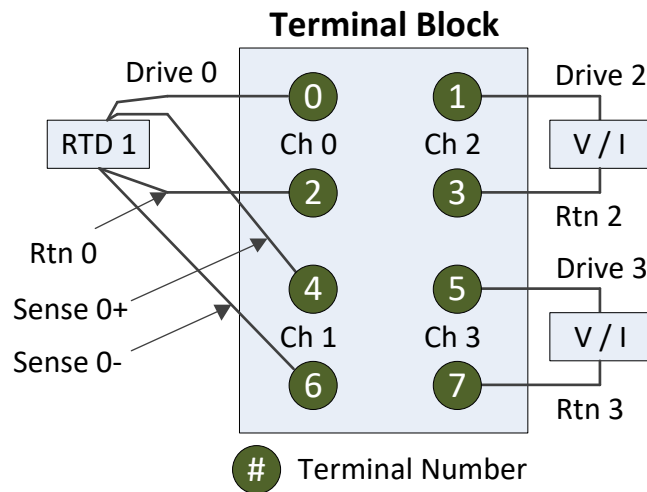 Terminal Block
Drive 0
Drive 2
0
1
RTD 1
Ch 0
Ch 2
V / I
2
3
Rtn 0
Rtn 2
Drive 3
Sense 0+
4
5
Sense 0-
Ch 1
Ch 3
V / I
6
7
Rtn 3
# Terminal Number